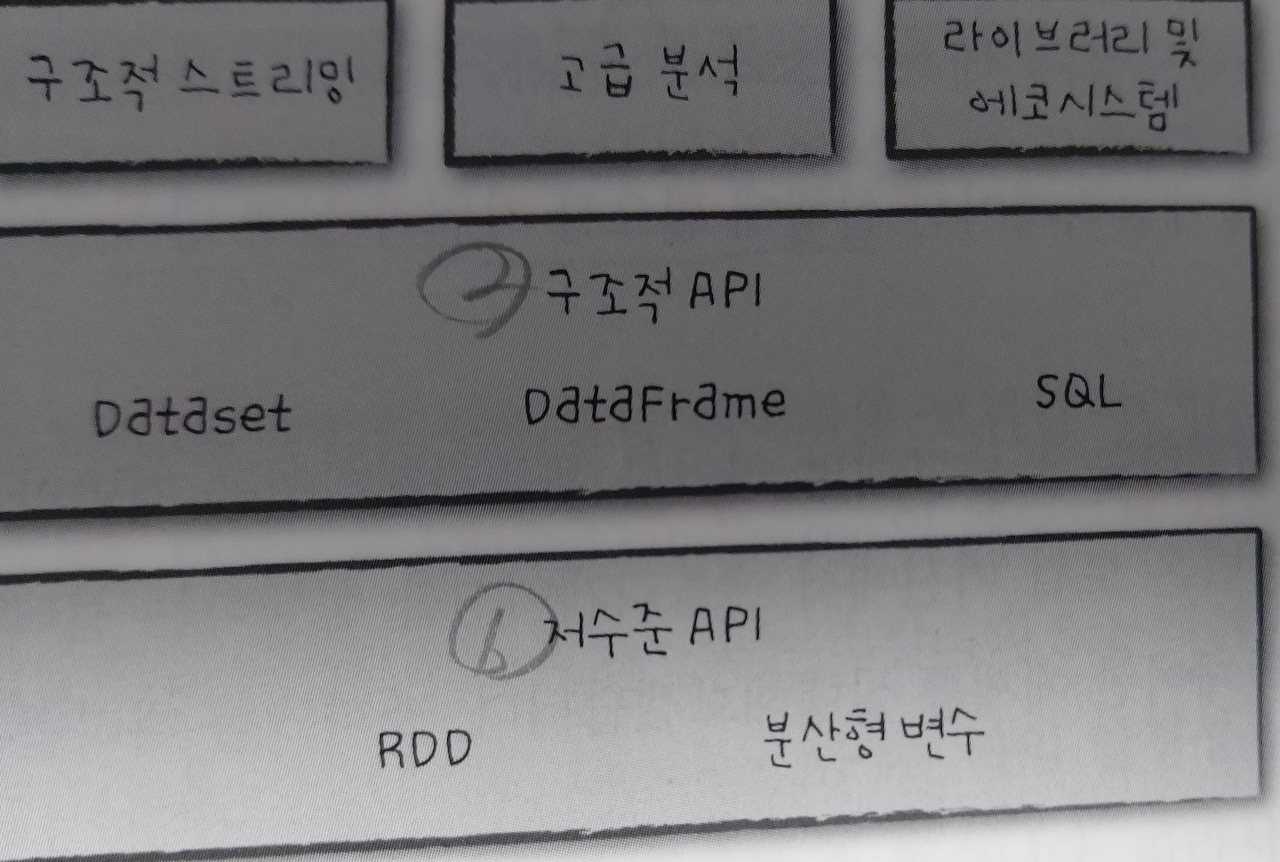 구조적 스트리밍
고급 분석
라이브러리 및
에코시스템
② 구조적 API
Dataset DataFrame SQL
저수준 API
RDD 분산형 변수